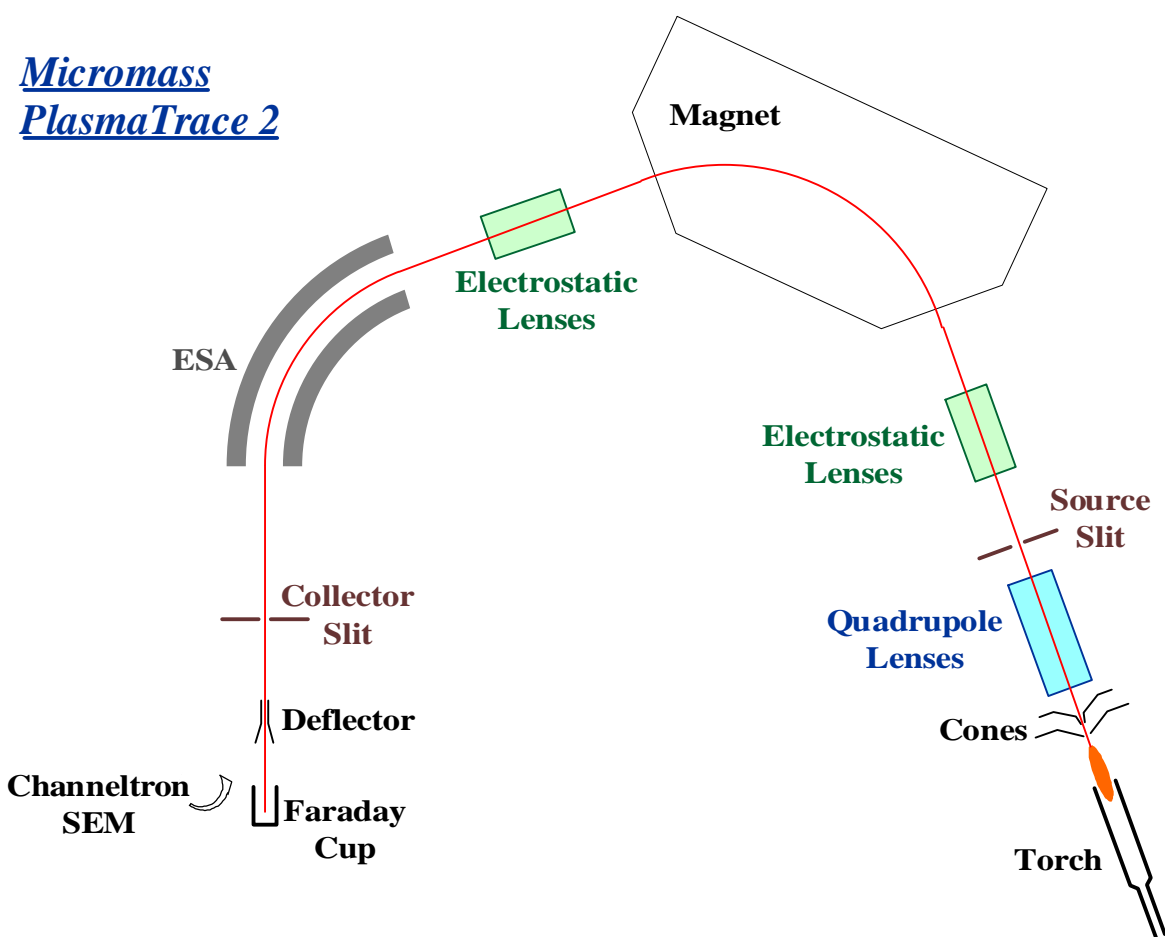 Micromass
PlasmaTrace 2
Magnet
Electrostatic
Lenses
ESA
Electrostatic
Lenses
Source
Slit
Collector
Slit
Quadrupole
Lenses
Deflector
Cones
Channeltron
SEM
Faraday
Cup
Torch